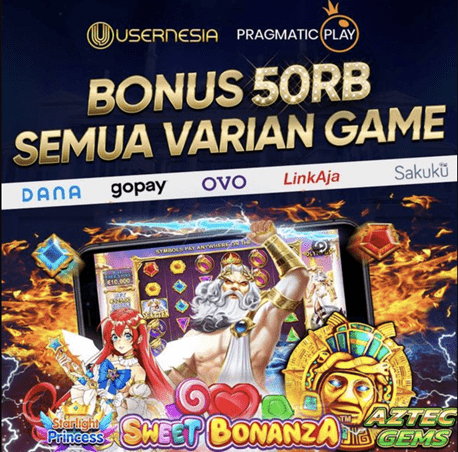 USERNESIA PRAGMATIC PLAY
BONUS 50RB
SEMUA VARIAN GAME
DANA gopay OVO LinkAja Sakuku
SYMBOLS PAY ANYWHERE ON THE
Starlight
Princess
SWEET BONANZA
AZTEC
GEMS